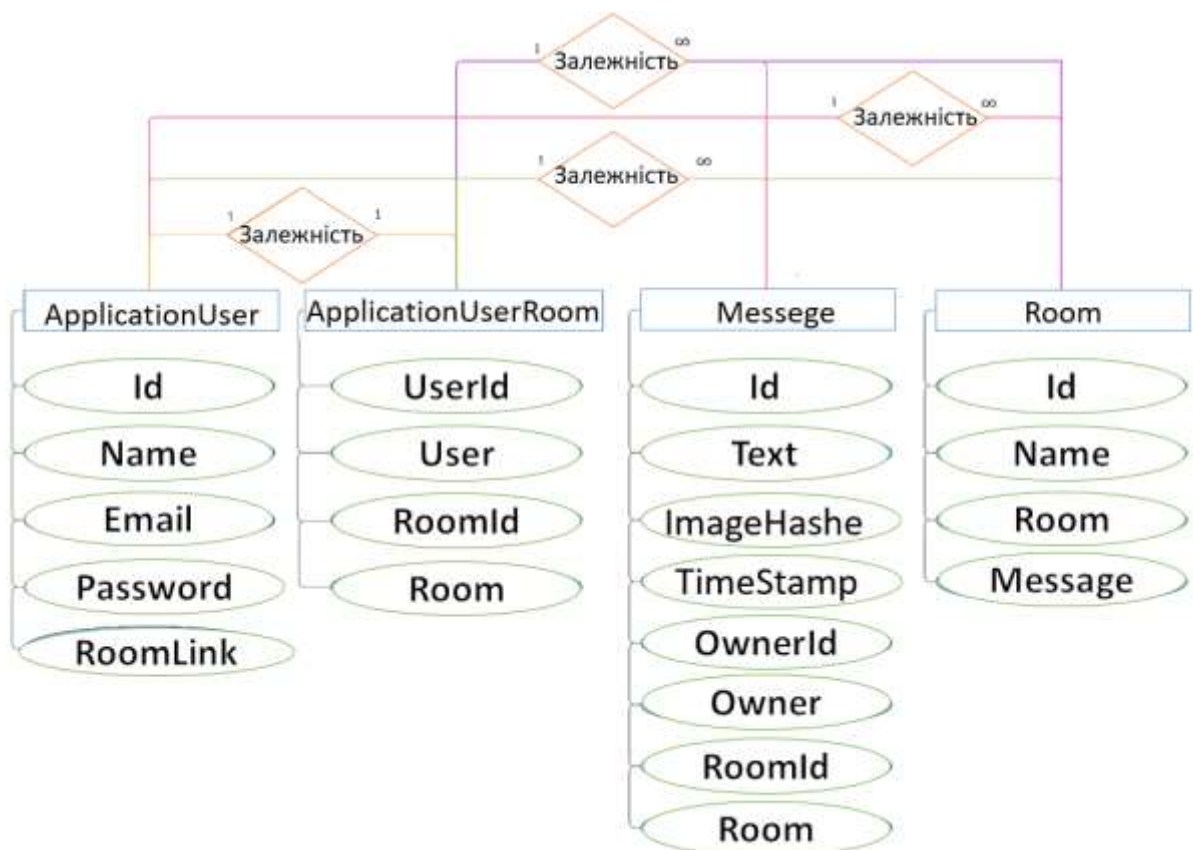 1 Залежність ∞
1 Залежність ∞
1 Залежність ∞
1 Залежність 1
ApplicationUser
Id
Name
Email
Password
RoomLink
ApplicationUserRoom
UserId
User
RoomId
Room
Messege
Id
Text
ImageHashe
TimeStamp
OwnerId
Owner
RoomId
Room
Room
Id
Name
Room
Message